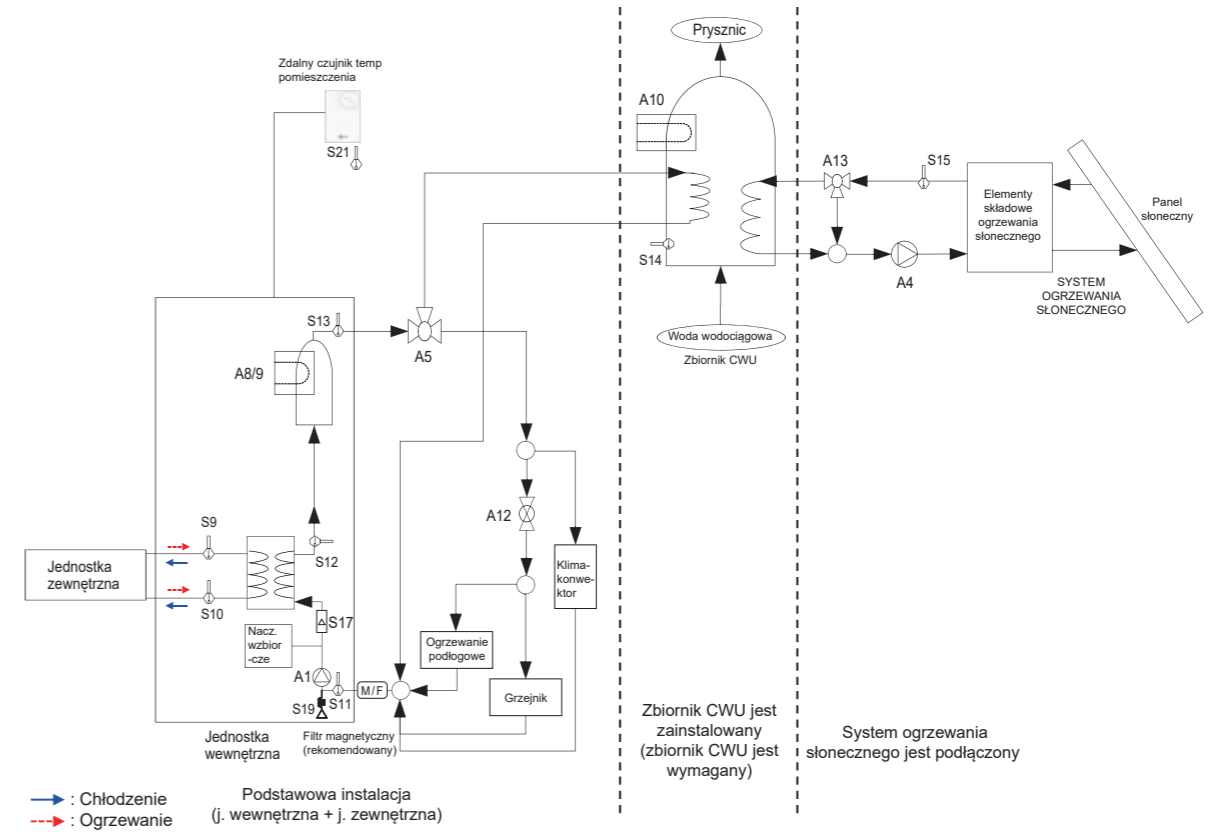 Prysznic
Zdalny czujnik temp
pomieszczenia
S21
A10
A13
S15
Elementy
składowe
ogrzewania
słonecznego
Panel
słoneczny
S14
A4
SYSTEM
OGRZEWANIA
SŁONECZNEGO
S13
A5
Woda wodociągowa
Zbiornik CWU
A8/9
A12
S9
S12
Jednostka
zewnętrzna
Klima-
konwe-
ktor
S10
S17
Nacz.
wzbior
-cze
Ogrzewanie
podłogowe
A1
S11
M/F
S19
Grzejnik
Jednostka
wewnętrzna
Filtr magnetyczny
(rekomendowany)
Zbiornik CWU jest
zainstalowany
(zbiornik CWU jest
wymagany)
System ogrzewania
słonecznego jest podłączony
: Chłodzenie
: Ogrzewanie
Podstawowa instalacja
(j. wewnętrzna + j. zewnętrzna)